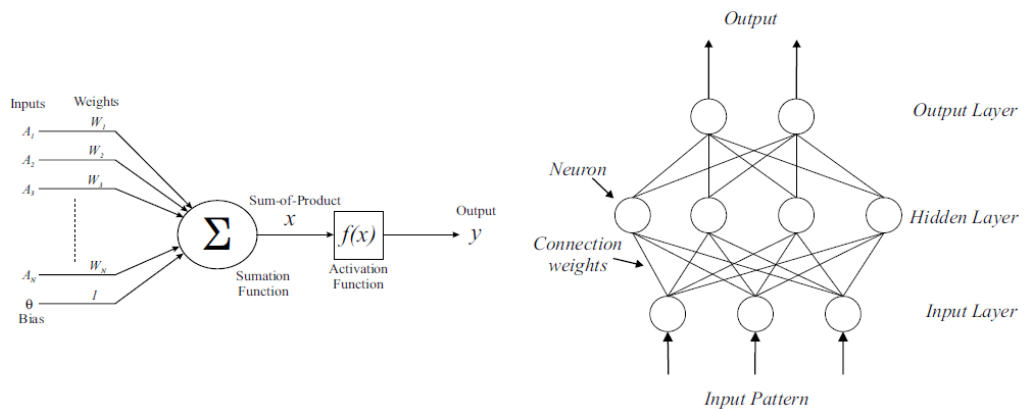 Inputs
Weights
A1
W1
A2
W2
A3
W3
AN
WN
θ
I
Bias
Σ
Sum-of-Product
x
Sumation
Function
f(x)
Activation
Function
Output
y
Output
Output Layer
Neuron
Hidden Layer
Connection
weights
Input Layer
Input Pattern